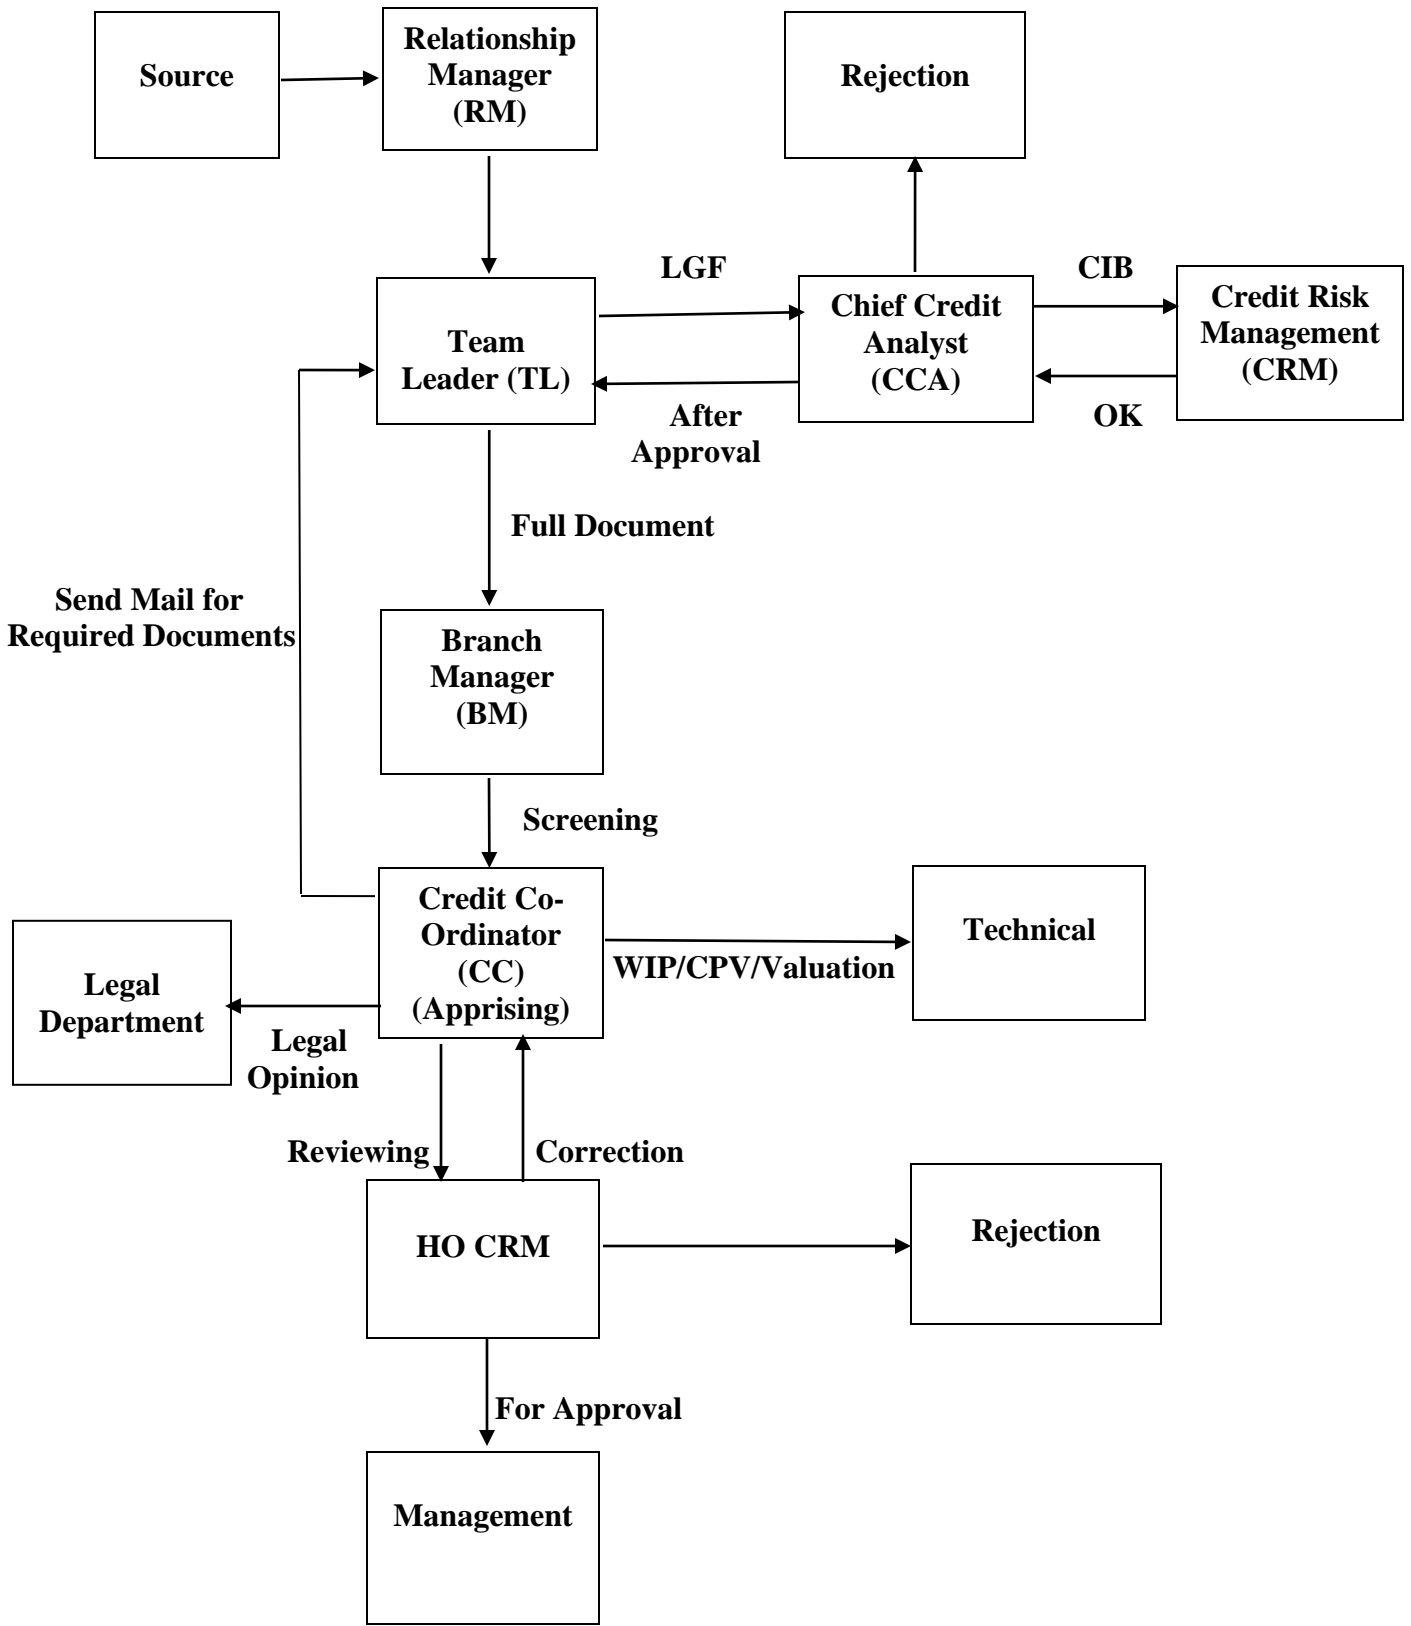 Source
Relationship
Manager
(RM)
Rejection
LGF
CIB
Team
Leader (TL)
Chief Credit
Analyst
(CCA)
Credit Risk
Management
(CRM)
After
Approval
OK
Full Document
Send Mail for
Required Documents
Branch
Manager
(BM)
Screening
Credit Co-
Ordinator
(CC)
(Apprising)
Technical
WIP/CPV/Valuation
Legal
Department
Legal
Opinion
Reviewing
Correction
HO CRM
Rejection
For Approval
Management